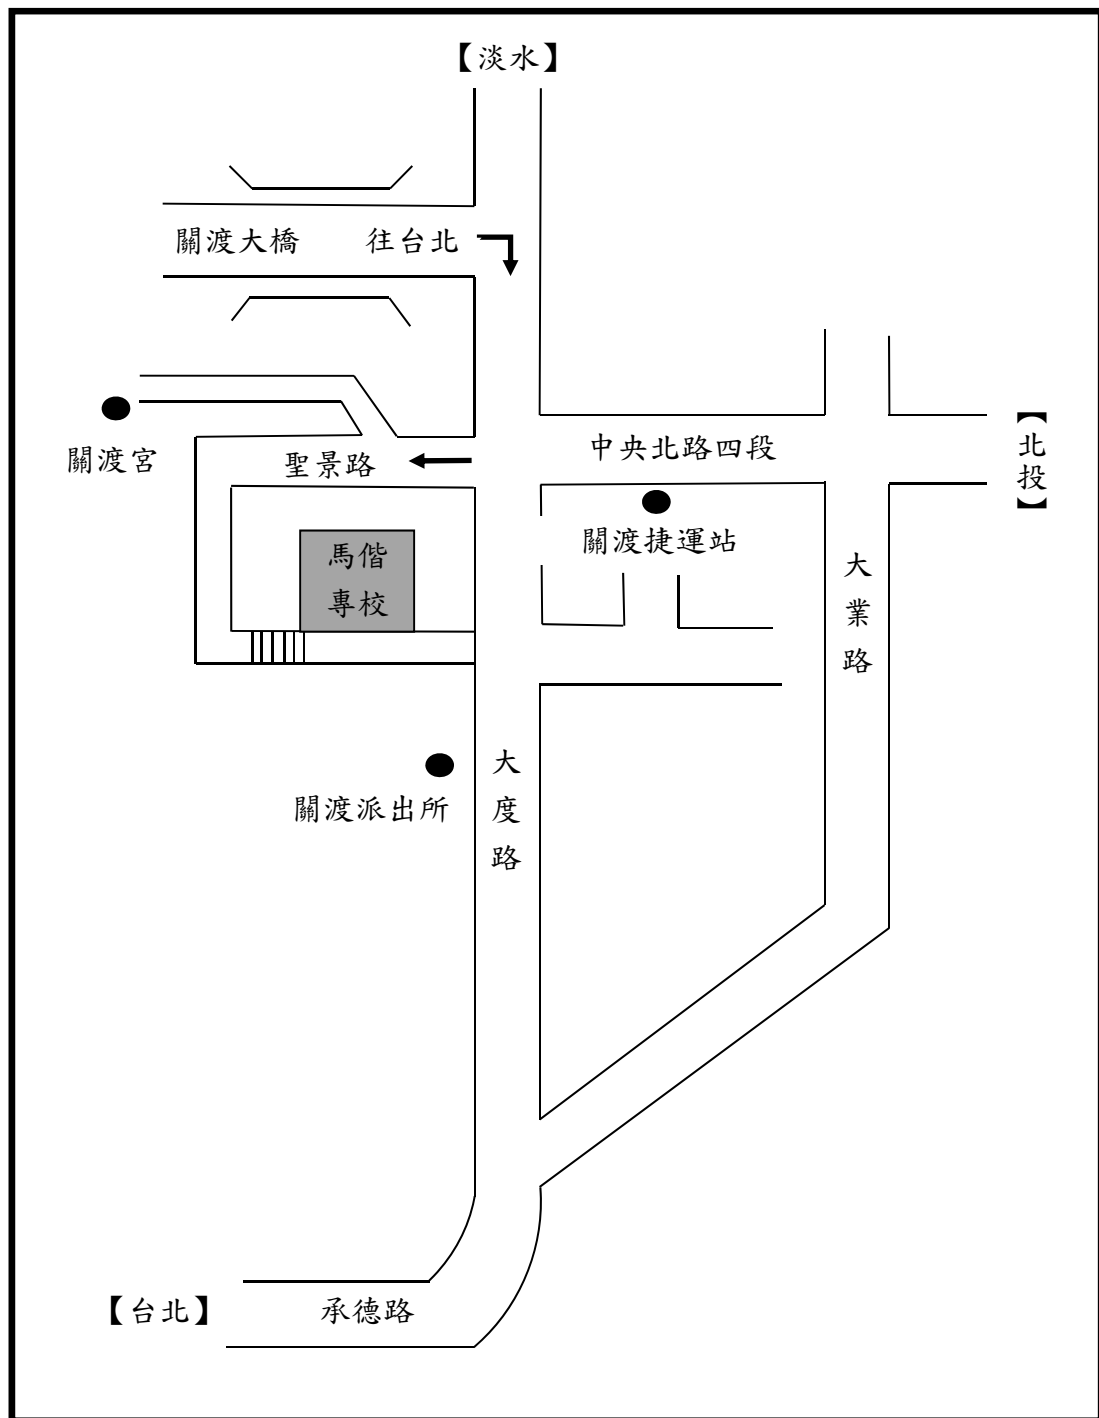 【淡水】
關渡大橋 往台北
關渡宮
聖景路
中央北路四段
【北投】
關渡捷運站
馬偕
專校
大業路
大度路
關渡派出所
【台北】
承德路